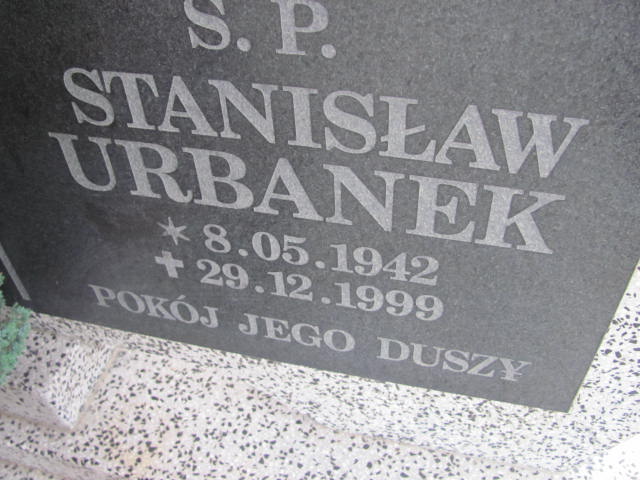 Ś. P.
STANISŁAW
URBANEK
* 8.05.1942
✝ 29.12.1999
POKÓJ JEGO DUSZY